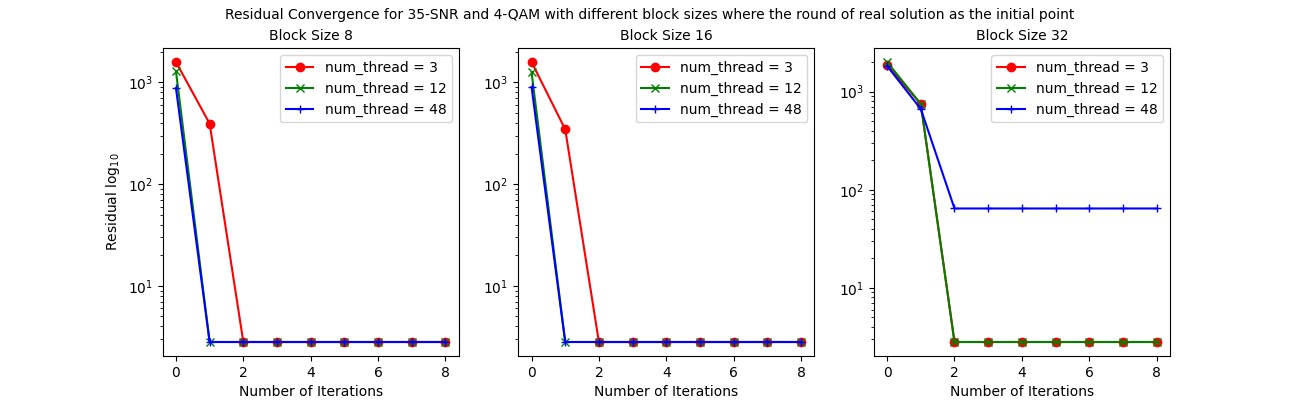 Residual Convergence for 35-SNR and 4-QAM with different block sizes where the round of real solution as the initial point
Block Size 8
num_thread = 3
num_thread = 12
num_thread = 48
Residual log₁₀
10³
10²
10¹
0 2 4 6 8
Number of Iterations
Block Size 16
num_thread = 3
num_thread = 12
num_thread = 48
10³
10²
10¹
0 2 4 6 8
Number of Iterations
Block Size 32
num_thread = 3
num_thread = 12
num_thread = 48
10³
10²
10¹
0 2 4 6 8
Number of Iterations